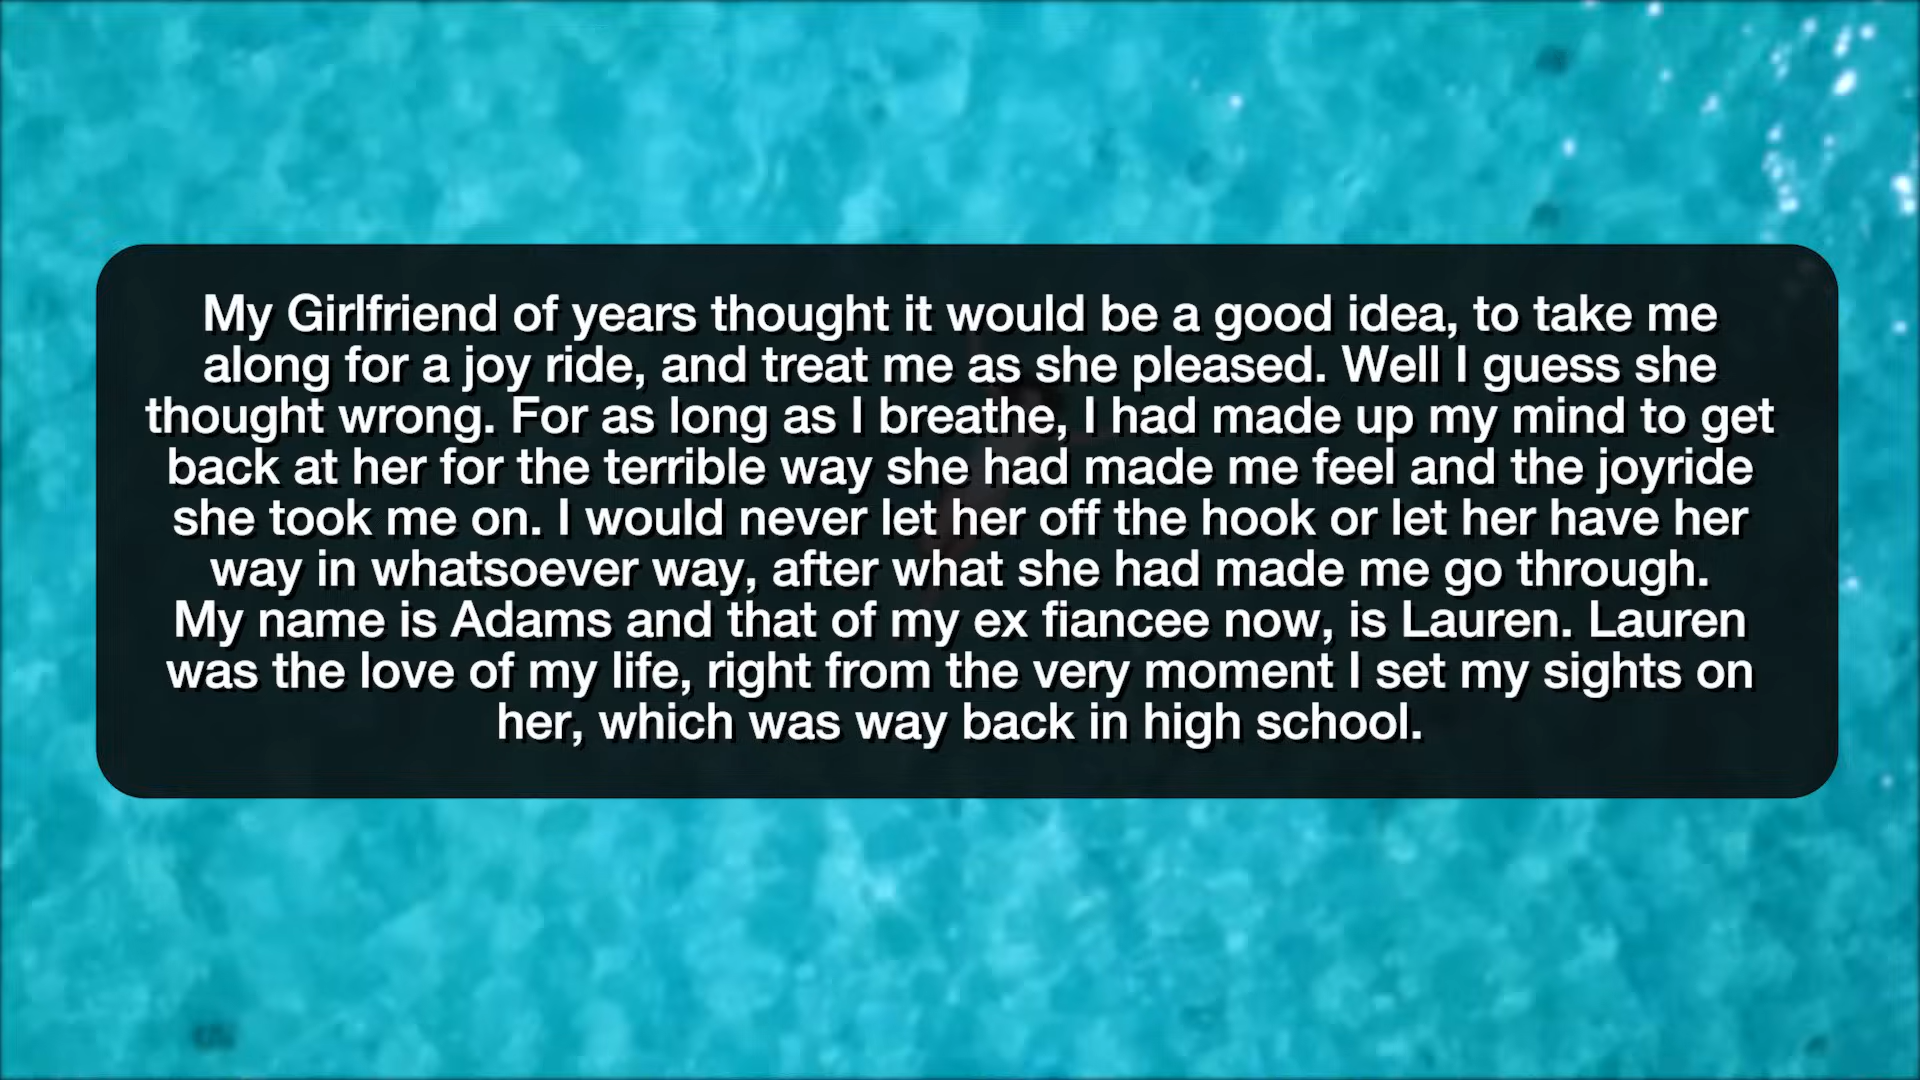 My Girlfriend of years thought it would be a good idea, to take me
along for a joy ride, and treat me as she pleased. Well I guess she
thought wrong. For as long as I breathe, I had made up my mind to get
back at her for the terrible way she had made me feel and the joyride
she took me on. I would never let her off the hook or let her have her
way in whatsoever way, after what she had made me go through.
My name is Adams and that of my ex fiancee now, is Lauren. Lauren
was the love of my life, right from the very moment I set my sights on
her, which was way back in high school.